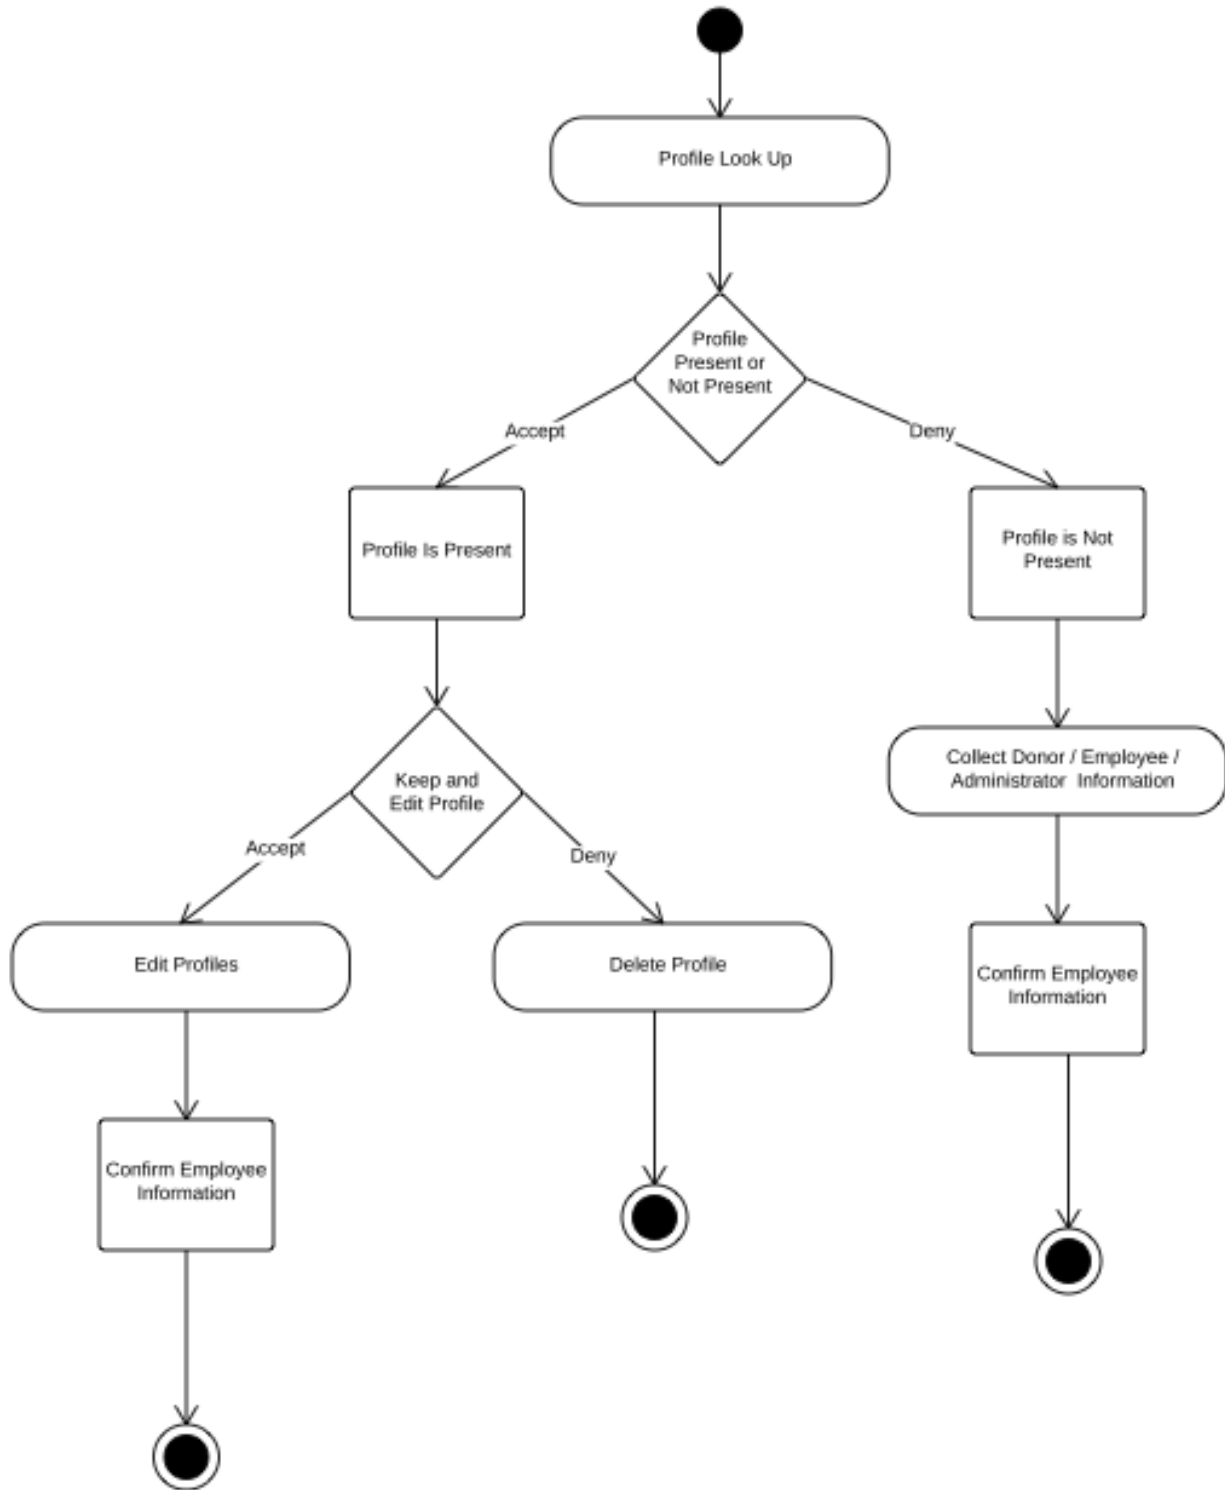 Profile Look Up
Profile
Present or
Not Present
Accept
Deny
Profile Is Present
Profile is Not
Present
Keep and
Edit Profile
Collect Donor / Employee /
Administrator  Information
Accept
Deny
Edit Profiles
Delete Profile
Confirm Employee
Information
Confirm Employee
Information